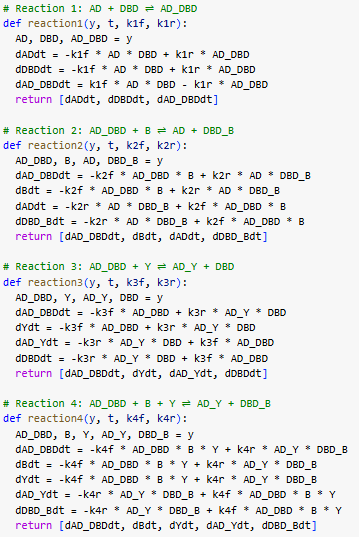 # Reaction 1: AD + DBD ⇌ AD_DBD
def reaction1(y, t, k1f, k1r):
AD, DBD, AD_DBD = y
dADdt = -k1f * AD * DBD + k1r * AD_DBD
dDBDdt = -k1f * AD * DBD + k1r * AD_DBD
dAD_DBDdt = k1f * AD * DBD - k1r * AD_DBD
return [dADdt, dDBDdt, dAD_DBDdt]
# Reaction 2: AD_DBD + B ⇌ AD + DBD_B
def reaction2(y, t, k2f, k2r):
AD_DBD, B, AD, DBD_B = y
dAD_DBDdt = -k2f * AD_DBD * B + k2r * AD * DBD_B
dBdt = -k2f * AD_DBD * B + k2r * AD * DBD_B
dADdt = -k2r * AD * DBD_B + k2f * AD_DBD * B
dDBD_Bdt = -k2r * AD * DBD_B + k2f * AD_DBD * B
return [dAD_DBDdt, dBdt, dADdt, dDBD_Bdt]
# Reaction 3: AD_DBD + Y ⇌ AD_Y + DBD
def reaction3(y, t, k3f, k3r):
AD_DBD, Y, AD_Y, DBD = y
dAD_DBDdt = -k3f * AD_DBD + k3r * AD_Y * DBD
dYdt = -k3f * AD_DBD + k3r * AD_Y * DBD
dAD_Ydt = -k3r * AD_Y * DBD + k3f * AD_DBD
dDBDdt = -k3r * AD_Y * DBD + k3f * AD_DBD
return [dAD_DBDdt, dYdt, dAD_Ydt, dDBDdt]
# Reaction 4: AD_DBD + B + Y ⇌ AD_Y + DBD_B
def reaction4(y, t, k4f, k4r):
AD_DBD, B, Y, AD_Y, DBD_B = y
dAD_DBDdt = -k4f * AD_DBD * B * Y + k4r * AD_Y * DBD_B
dBdt = -k4f * AD_DBD * B * Y + k4r * AD_Y * DBD_B
dYdt = -k4f * AD_DBD * B * Y + k4r * AD_Y * DBD_B
dAD_Ydt = -k4r * AD_Y * DBD_B + k4f * AD_DBD * B * Y
dDBD_Bdt = -k4r * AD_Y * DBD_B + k4f * AD_DBD * B * Y
return [dAD_DBDdt, dBdt, dYdt, dAD_Ydt, dDBD_Bdt]